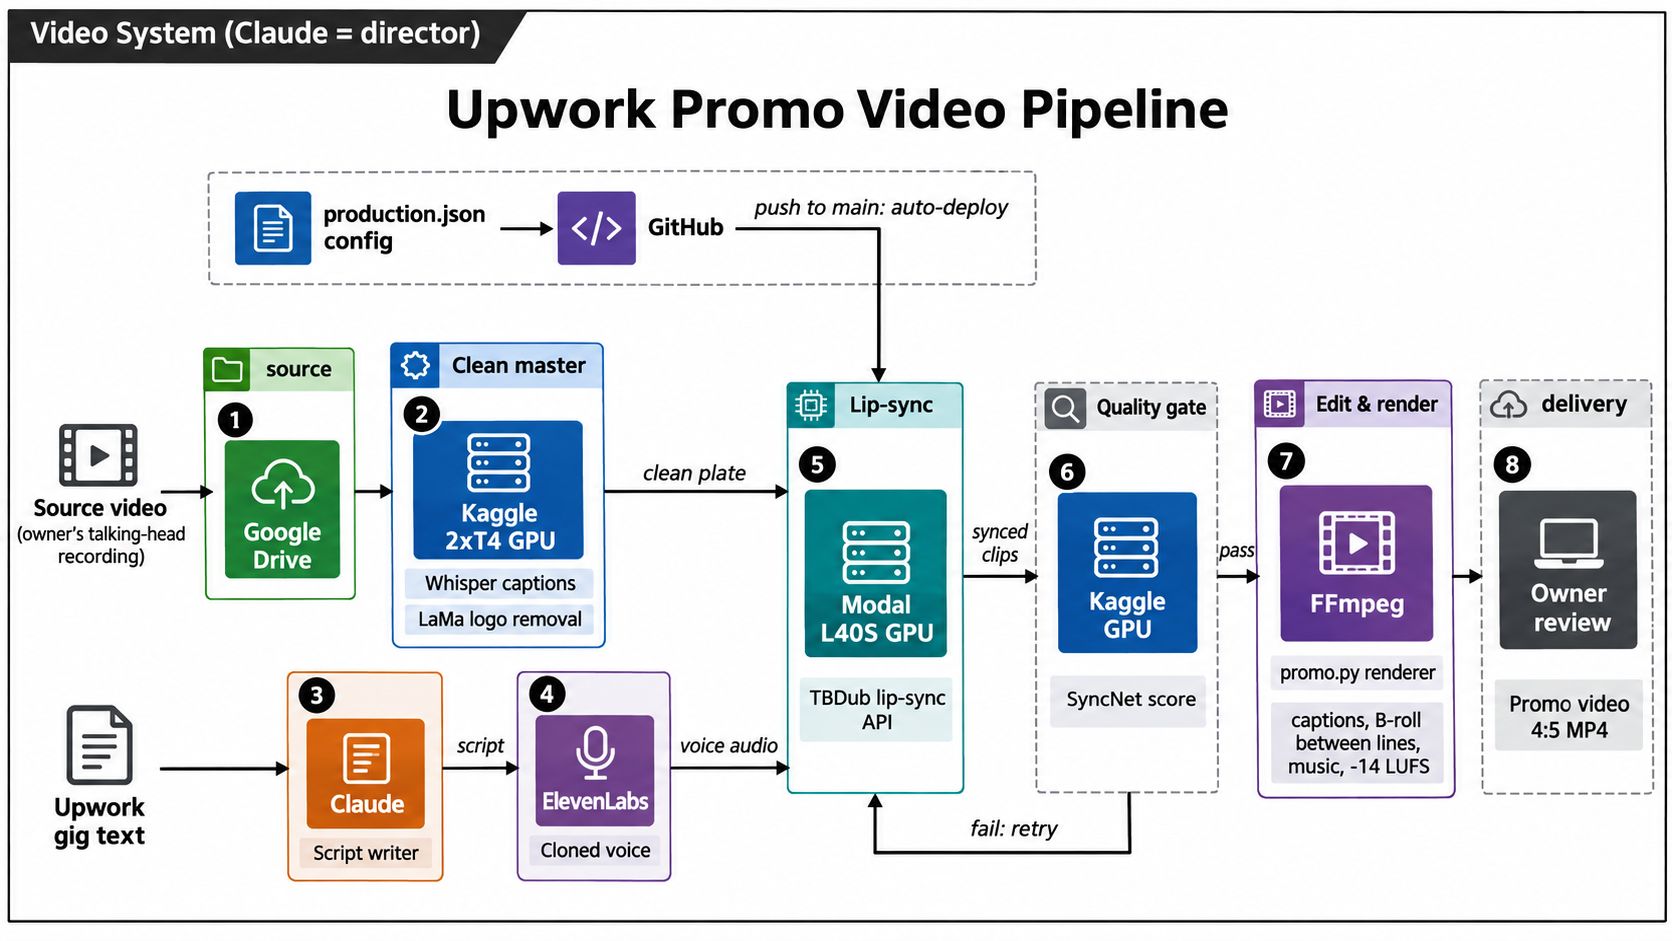 Video System (Claude = director)
Upwork Promo Video Pipeline
production.json
config
GitHub
push to main: auto-deploy
Source video
(owner's talking-head
recording)
source
1
Google
Drive
Clean master
2
Kaggle
2xT4 GPU
Whisper captions
LaMa logo removal
clean plate
Upwork
gig text
3
Claude
Script writer
script
4
ElevenLabs
Cloned voice
voice audio
Lip-sync
5
Modal
L40S GPU
TBDub lip-sync
API
synced
clips
Quality gate
6
Kaggle
GPU
SyncNet score
fail: retry
pass
Edit & render
7
FFmpeg
promo.py renderer
captions, B-roll
between lines,
music, -14 LUFS
delivery
8
Owner
review
Promo video
4:5 MP4